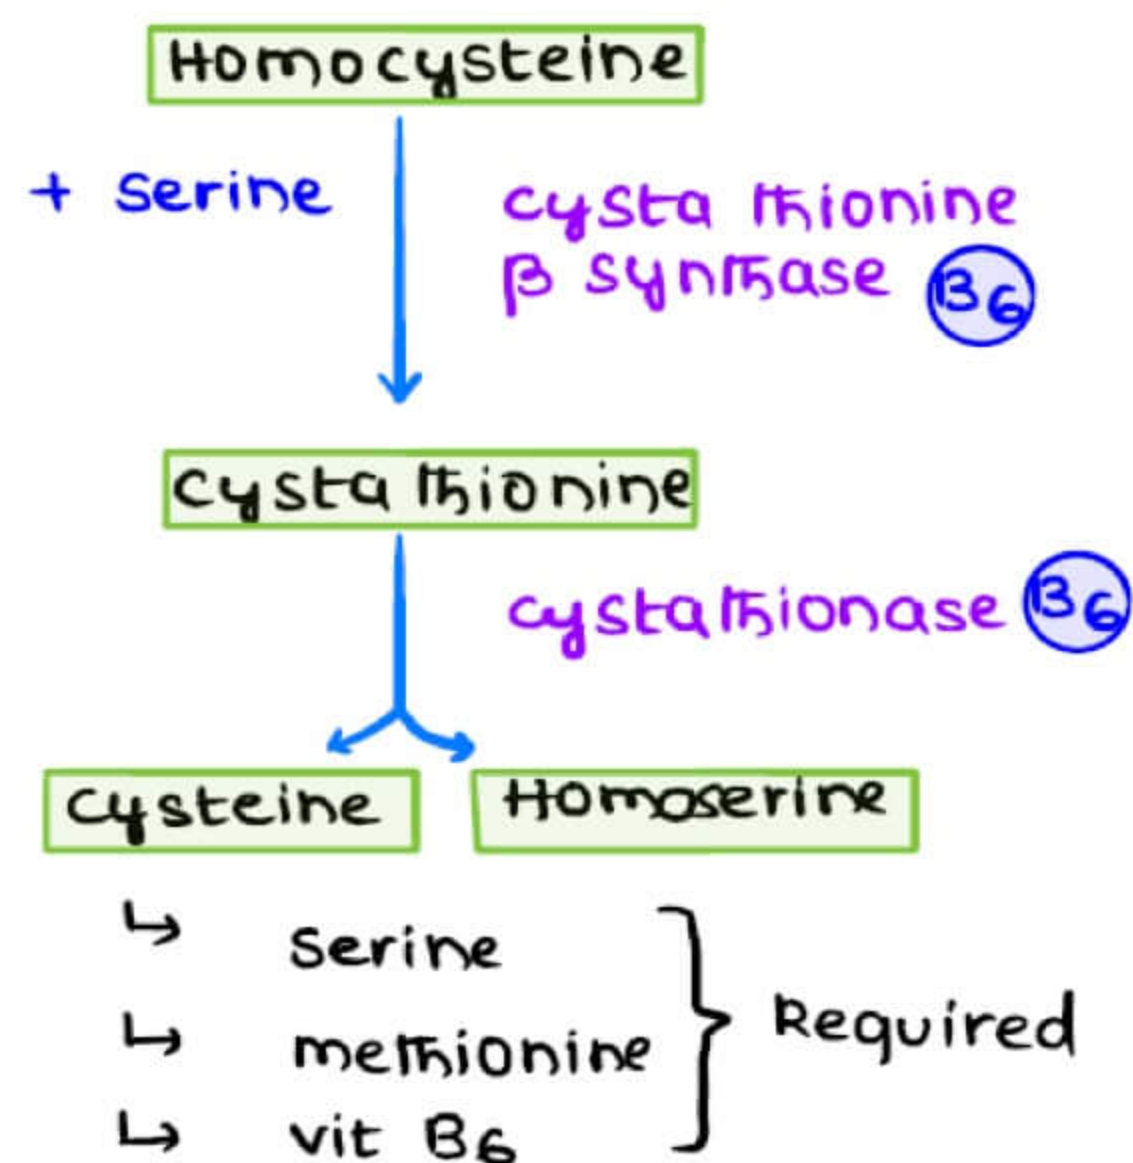 Homocysteine
+ serine
cystathionine
β synthase B6
cystathionine
cystathionase B6
cysteine
Homoserine
↳ serine
↳ methionine
Required
↳ vit B6